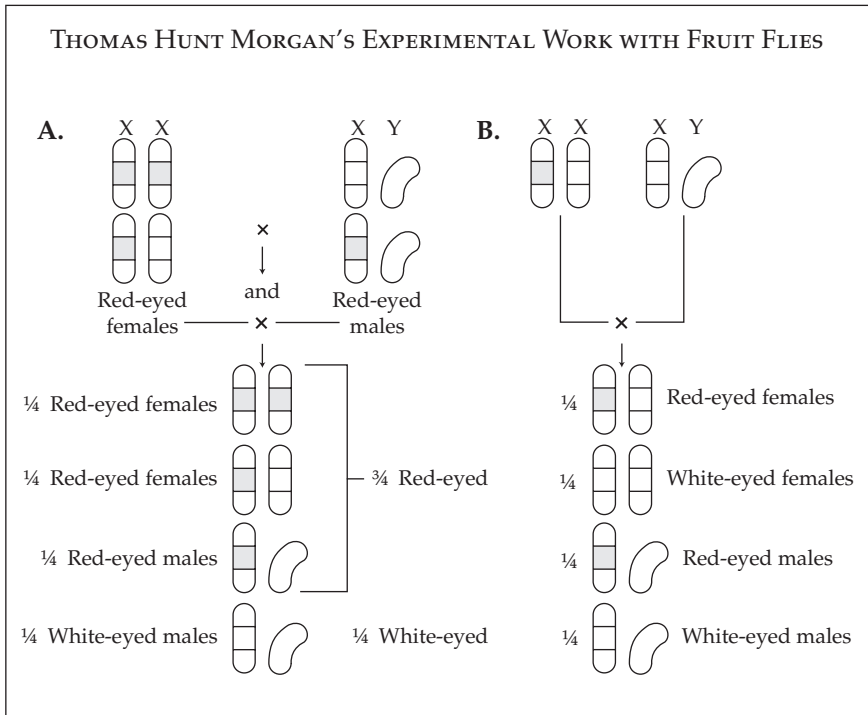 THOMAS HUNT MORGAN'S EXPERIMENTAL WORK WITH FRUIT FLIES
A.
X X
X Y
Red-eyed
females
×
and
×
Red-eyed
males
¼ Red-eyed females
¼ Red-eyed females
¼ Red-eyed males
¾ Red-eyed
¼ White-eyed males
¼ White-eyed
B.
X X
X Y
×
¼ Red-eyed females
¼ White-eyed females
¼ Red-eyed males
¼ White-eyed males